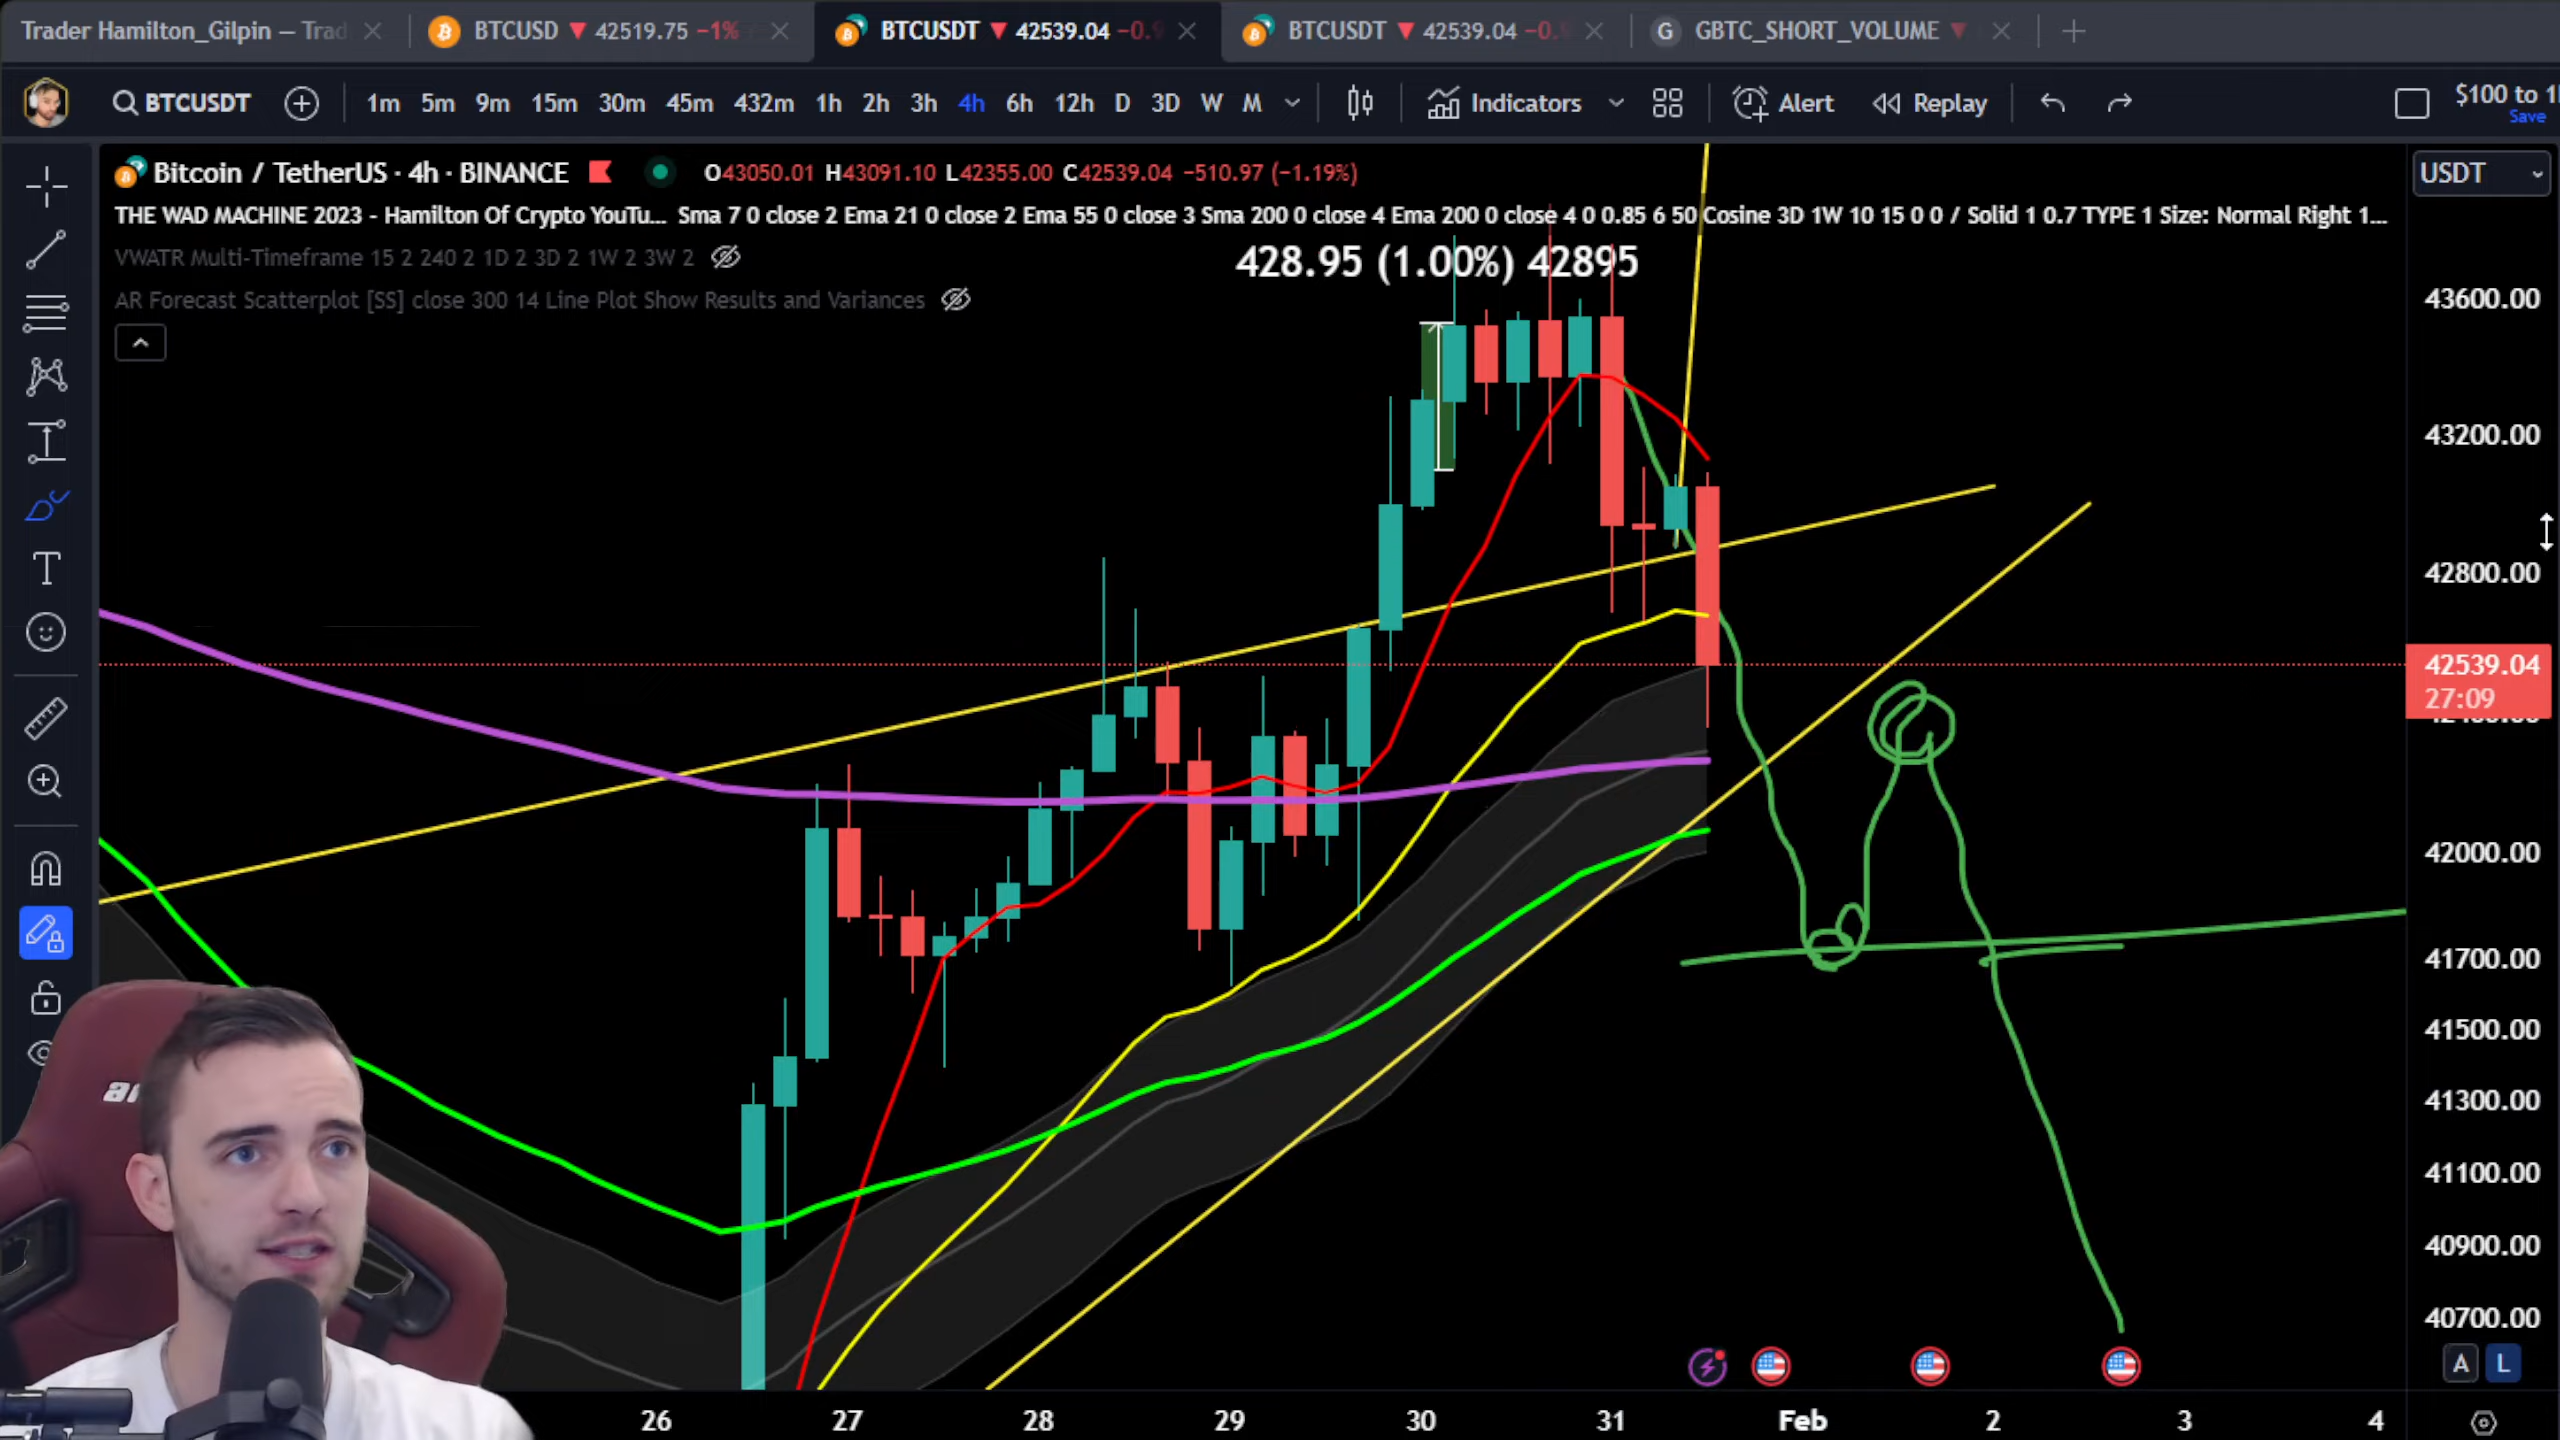 Trader Hamilton_Gilpin — Trad
BTCUSD ▼ 42519.75 −1%
BTCUSDT ▼ 42539.04 −0.9
BTCUSDT ▼ 42539.04 −0.
G GBTC_SHORT_VOLUME ▼
BTCUSDT
1m 5m 9m 15m 30m 45m 432m 1h 2h 3h 4h 6h 12h D 3D W M
Indicators
Alert
Replay
$100 to 1
Save
Bitcoin / TetherUS · 4h · BINANCE O43050.01 H43091.10 L42355.00 C42539.04 −510.97 (−1.19%)
USDT
THE WAD MACHINE 2023 - Hamilton Of Crypto YouTu... Sma 7 0 close 2 Ema 21 0 close 2 Ema 55 0 close 3 Sma 200 0 close 4 Ema 200 0 close 4 0 0.85 6 50 Cosine 3D 1W 10 15 0 0 / Solid 1 0.7 TYPE 1 Size: Normal Right 1...
VWATR Multi-Timeframe 15 2 240 2 1D 2 3D 2 1W 2 3W 2
428.95 (1.00%) 42895
AR Forecast Scatterplot [SS] close 300 14 Line Plot Show Results and Variances
43600.00
43200.00
42800.00
42539.04
27:09
42000.00
41700.00
41500.00
41300.00
41100.00
40900.00
40700.00
A L
26 27 28 29 30 31 Feb 2 3 4